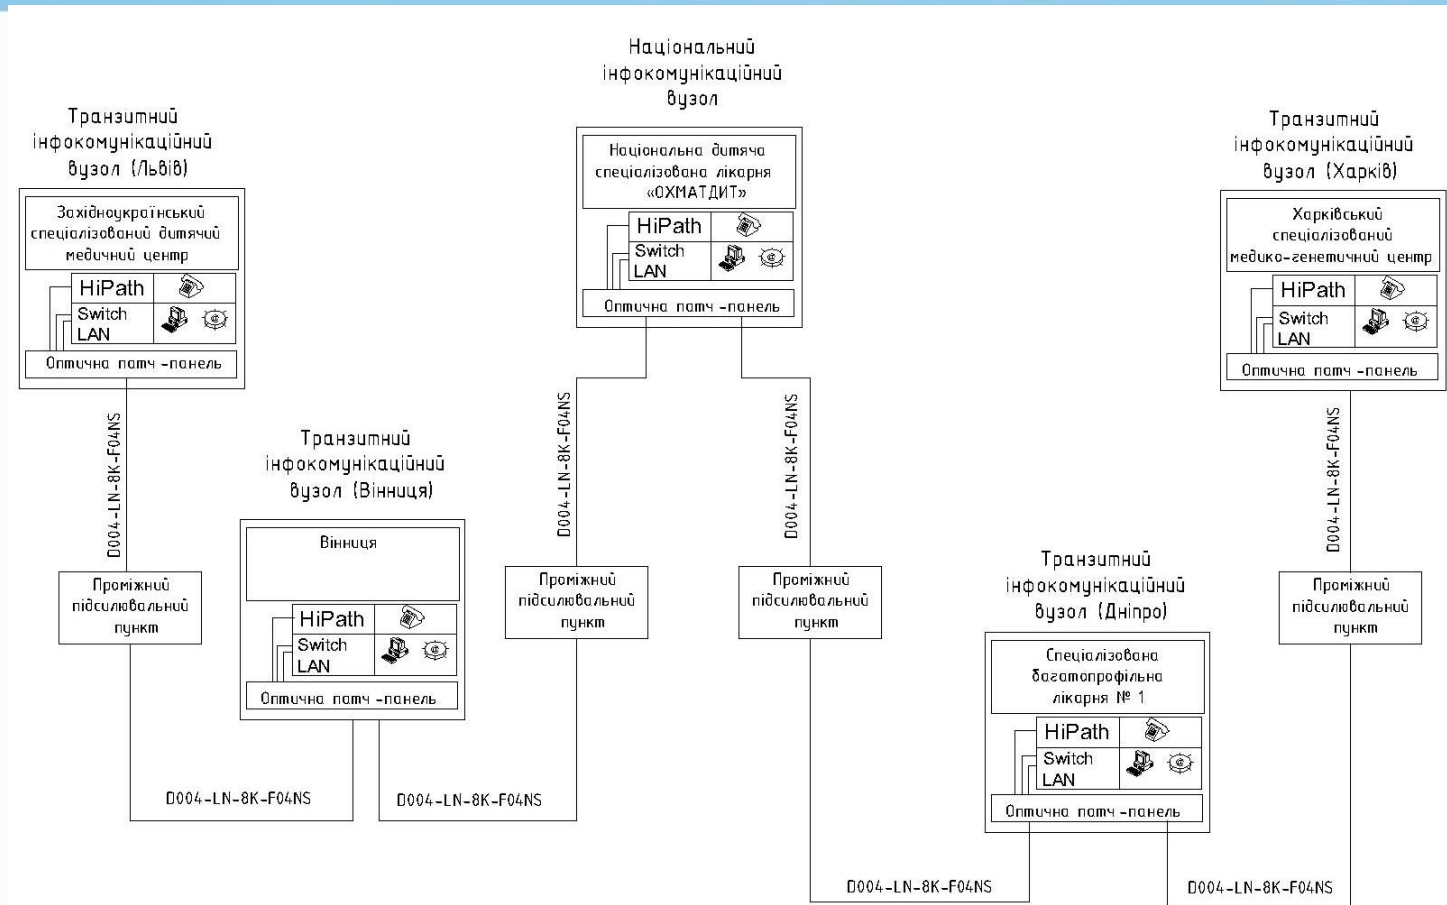 Національний
інфокомунікаційний
вузол
Транзитний
інфокомунікаційний
вузол (Львів)
Транзитний
інфокомунікаційний
вузол (Харків)
Національна дитяча
спеціалізована лікарня
«ОХМАТДИТ»
HiPath
Switch
LAN
Оптична патч -панель
Західноукраїнський
спеціалізований дитячий
медичний центр
HiPath
Switch
LAN
Оптична патч -панель
Харківський
спеціалізований
медико-генетичний центр
HiPath
Switch
LAN
Оптична патч -панель
D004-LN-8K-F04NS
D004-LN-8K-F04NS
D004-LN-8K-F04NS
D004-LN-8K-F04NS
Транзитний
інфокомунікаційний
вузол (Вінниця)
Вінниця
HiPath
Switch
LAN
Оптична патч -панель
Проміжний
підсилювальний
пункт
Проміжний
підсилювальний
пункт
Проміжний
підсилювальний
пункт
Проміжний
підсилювальний
пункт
Транзитний
інфокомунікаційний
вузол (Дніпро)
Спеціалізована
багатопрофільна
лікарня № 1
HiPath
Switch
LAN
Оптична патч -панель
D004-LN-8K-F04NS
D004-LN-8K-F04NS
D004-LN-8K-F04NS
D004-LN-8K-F04NS